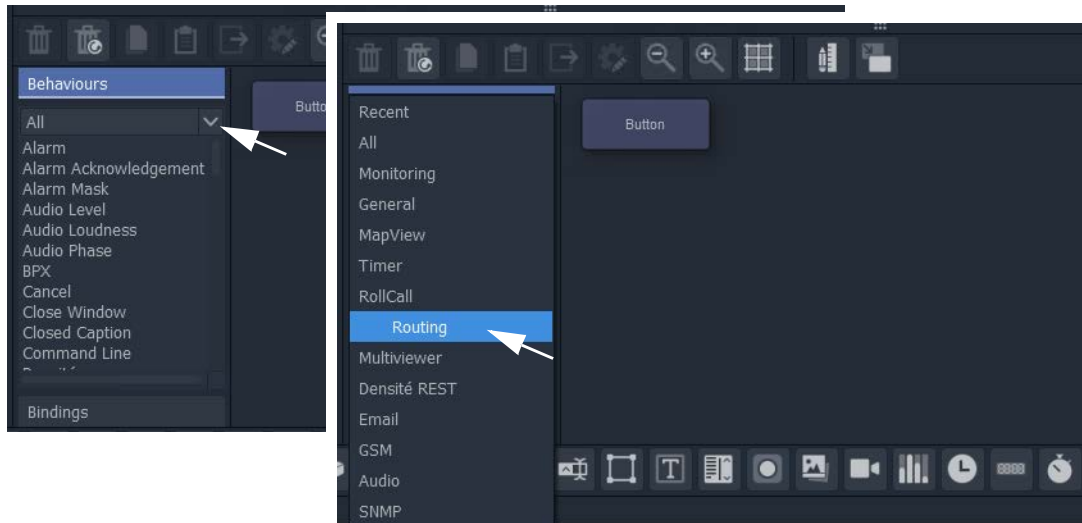 Behaviours
All
Alarm
Alarm Acknowledgement
Alarm Mask
Audio Level
Audio Loudness
Audio Phase
BPX
Cancel
Close Window
Closed Caption
Command Line
Bindings
Recent
All
Monitoring
General
MapView
Timer
RollCall
Routing
Multiviewer
Densité REST
Email
GSM
Audio
SNMP
Button
T
8888